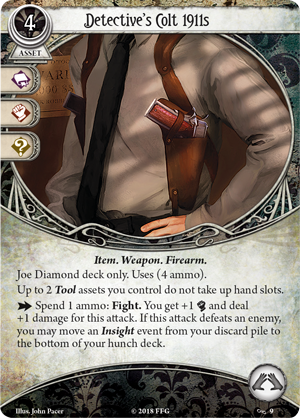 Detective's Colt 1911s
4
ASSET
Item. Weapon. Firearm.
Joe Diamond deck only. Uses (4 ammo).
Up to 2 Tool assets you control do not take up hand slots.
Spend 1 ammo: Fight. You get +1 and deal
+1 damage for this attack. If this attack defeats an enemy,
you may move an Insight event from your discard pile to
the bottom of your hunch deck.
Illus. John Pacer
© 2018 FFG
9